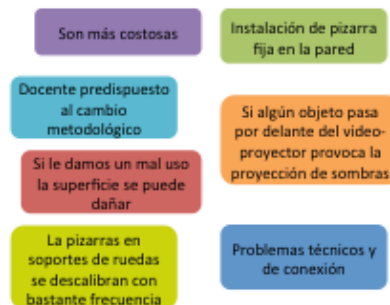 Son más costosas
Instalación de pizarra
fija en la pared
Docente predispuesto
al cambio
metodológico
Si algún objeto pasa
por delante del video-
proyector provoca la
proyección de sombras
Si le damos un mal uso
la superficie se puede
dañar
La pizarras en
soportes de ruedas
se descalibran con
bastante frecuencia
Problemas técnicos y
de conexión